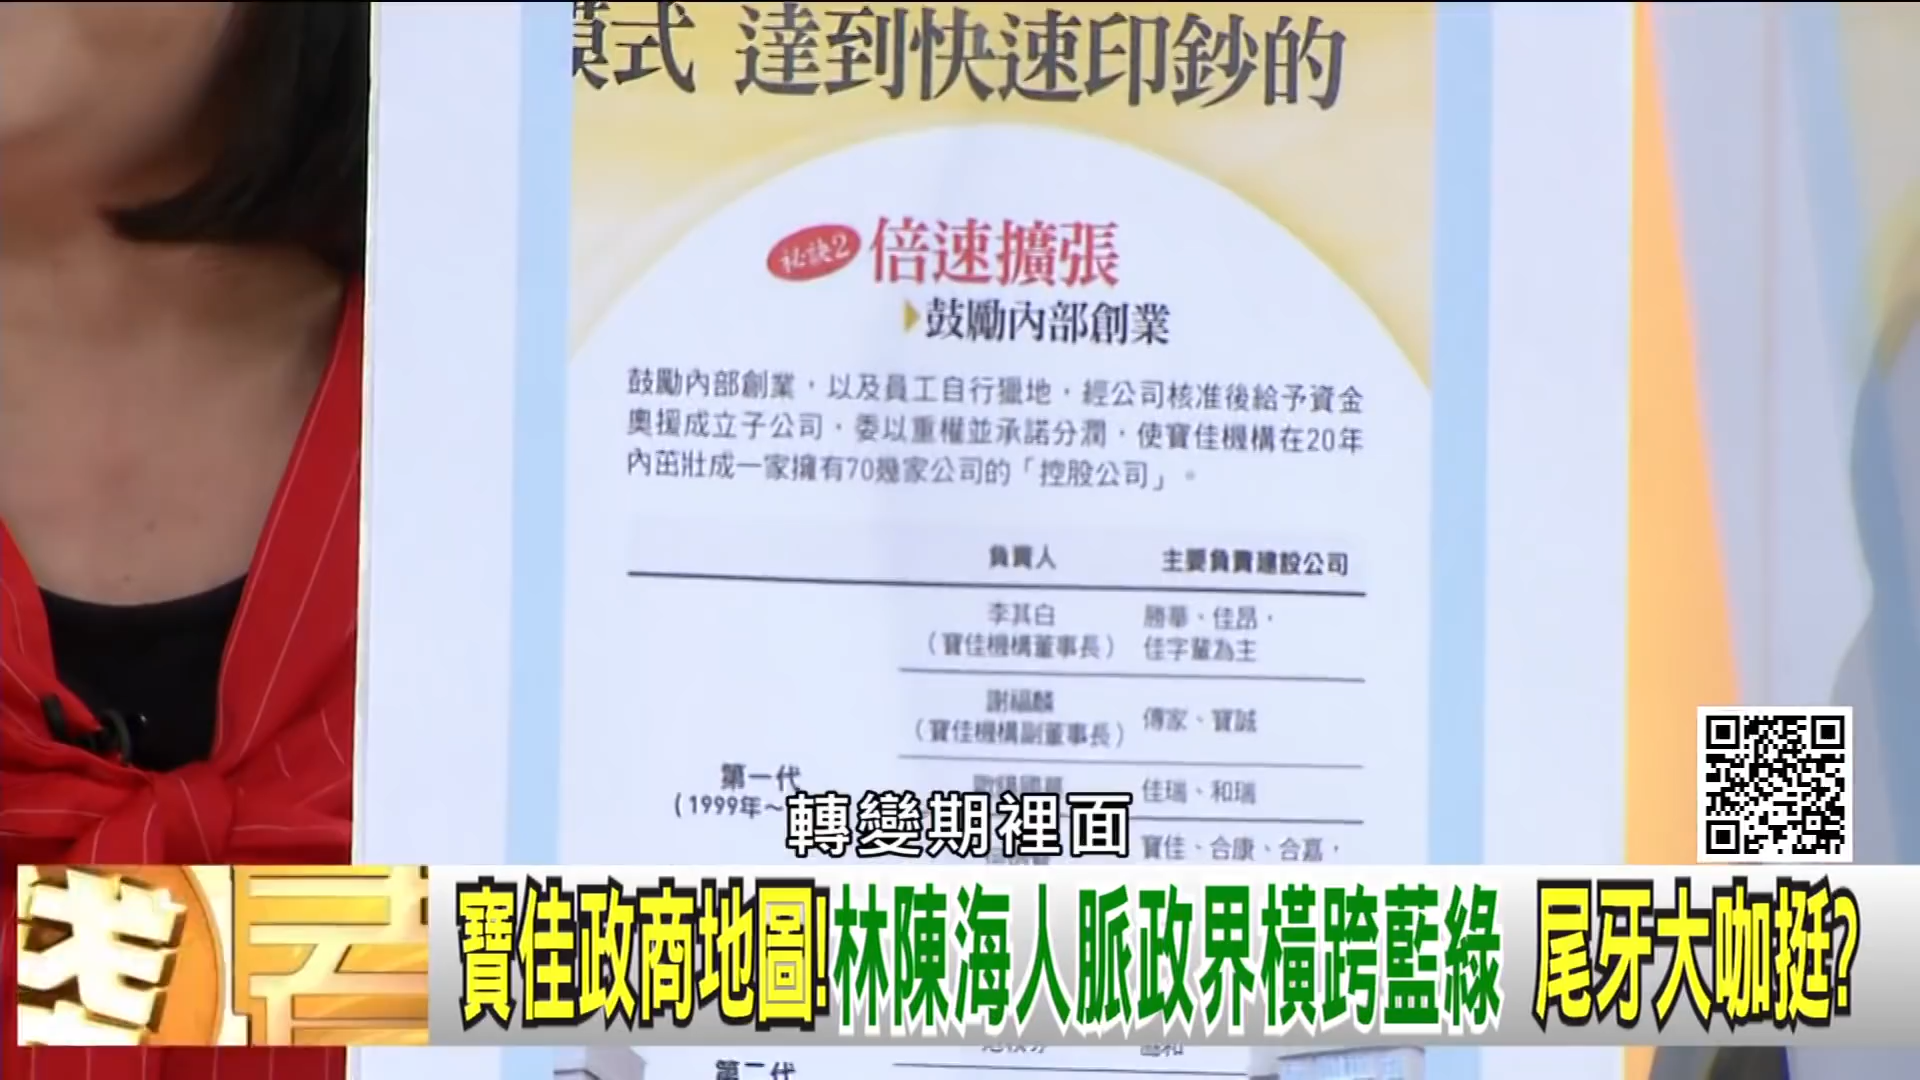 模式 達到快速印鈔的
秘訣2 倍速擴張
鼓勵內部創業
鼓勵內部創業，以及員工自行獵地，經公司核准後給予資金
奧援成立子公司，委以重權並承諾分潤，使寶佳機構在20年
內茁壯成一家擁有70幾家公司的「控股公司」。
負責人 主要負責建設公司
李其白 勝華、佳昂，
（寶佳機構董事長） 佳字輩為主
謝福麟
（寶佳機構副董事長） 傳家、寶誠
第一代
(1999年~
佳瑞、和瑞
寶佳、合康、合嘉，
轉變期裡面
寶佳政商地圖!林陳海人脈政界橫跨藍綠 尾牙大咖挺?
第二代